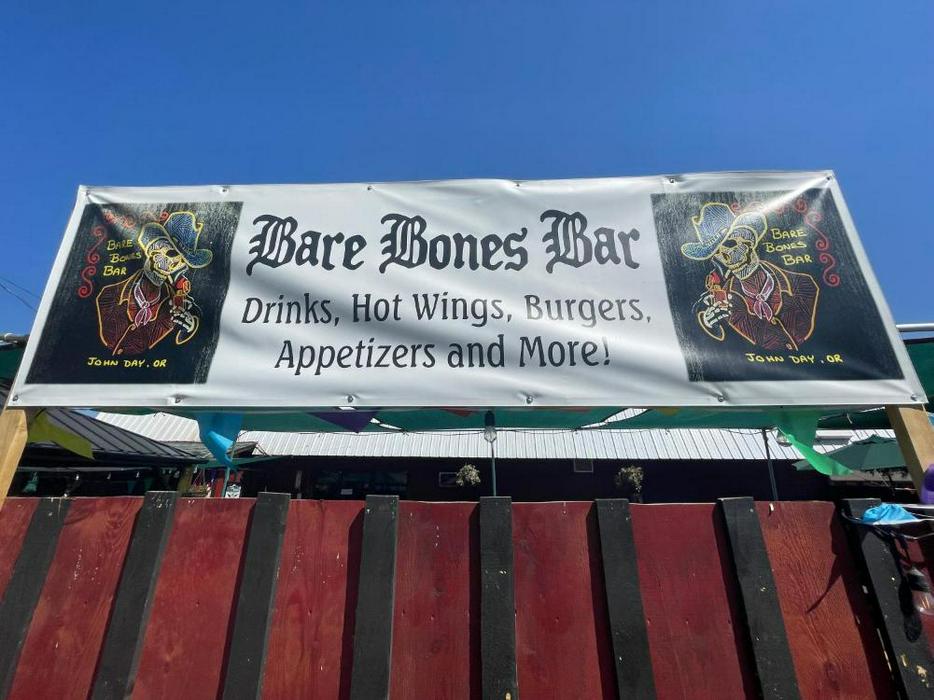 BARE
BONES
BAR
JOHN DAY, OR
Bare Bones Bar
Drinks, Hot Wings, Burgers,
Appetizers and More!
BARE
BONES
BAR
JOHN DAY, OR